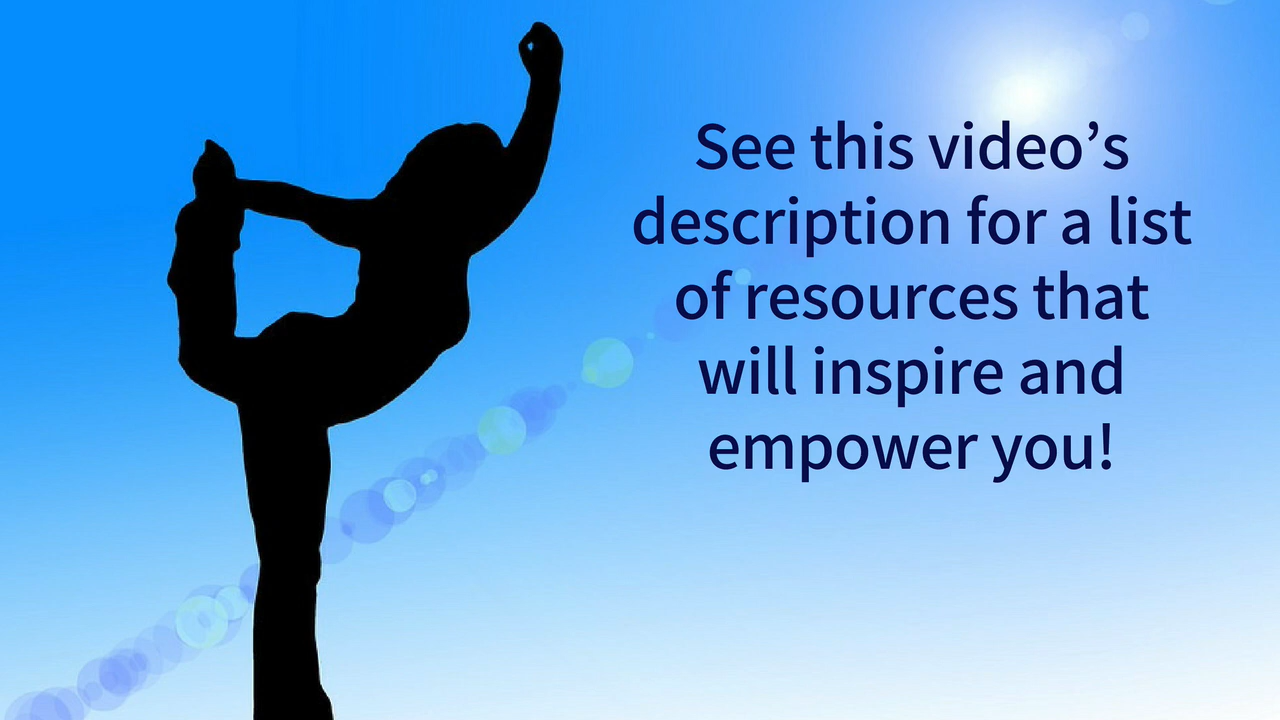 See this video’s
description for a list
of resources that
will inspire and
empower you!